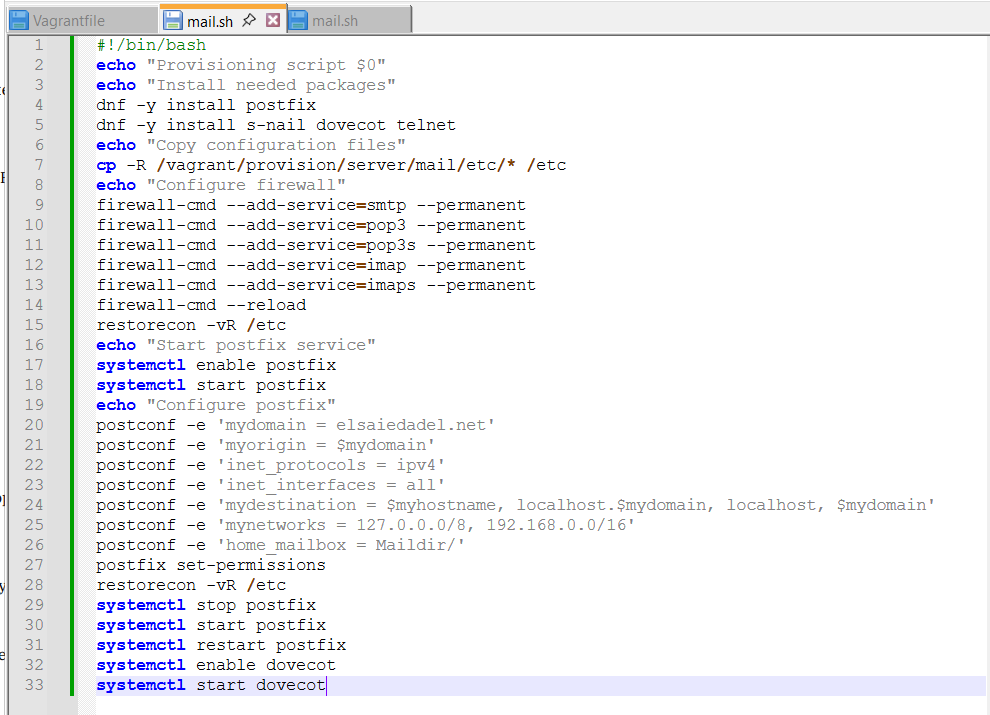 Vagrantfile mail.sh mail.sh
1 #!/bin/bash
2 echo "Provisioning script $0"
3 echo "Install needed packages"
4 dnf -y install postfix
5 dnf -y install s-nail dovecot telnet
6 echo "Copy configuration files"
7 cp -R /vagrant/provision/server/mail/etc/* /etc
8 echo "Configure firewall"
9 firewall-cmd --add-service=smtp --permanent
10 firewall-cmd --add-service=pop3 --permanent
11 firewall-cmd --add-service=pop3s --permanent
12 firewall-cmd --add-service=imap --permanent
13 firewall-cmd --add-service=imaps --permanent
14 firewall-cmd --reload
15 restorecon -vR /etc
16 echo "Start postfix service"
17 systemctl enable postfix
18 systemctl start postfix
19 echo "Configure postfix"
20 postconf -e 'mydomain = elsaiedadel.net'
21 postconf -e 'myorigin = $mydomain'
22 postconf -e 'inet_protocols = ipv4'
23 postconf -e 'inet_interfaces = all'
24 postconf -e 'mydestination = $myhostname, localhost.$mydomain, localhost, $mydomain'
25 postconf -e 'mynetworks = 127.0.0.0/8, 192.168.0.0/16'
26 postconf -e 'home_mailbox = Maildir/'
27 postfix set-permissions
28 restorecon -vR /etc
29 systemctl stop postfix
30 systemctl start postfix
31 systemctl restart postfix
32 systemctl enable dovecot
33 systemctl start dovecot